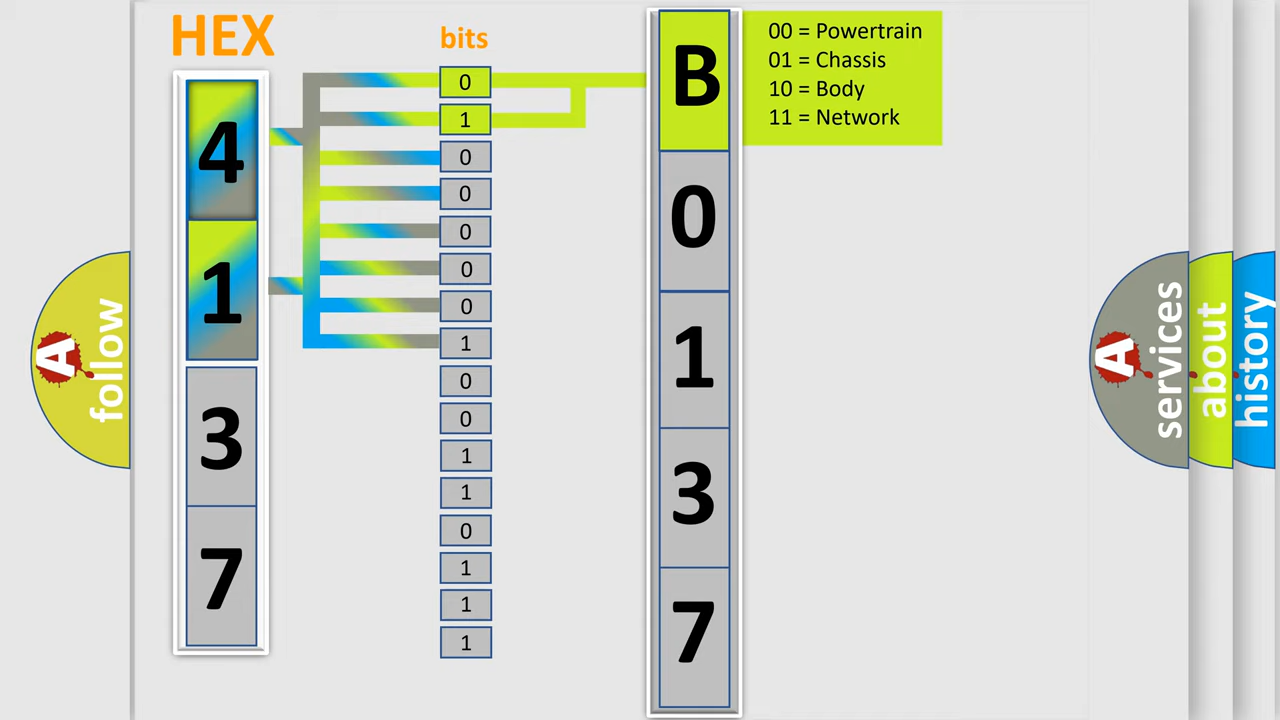 HEX
bits
4
1
3
7
0
1
0
0
0
0
0
1
0
0
1
1
0
1
1
1
B
0
1
3
7
00 = Powertrain
01 = Chassis
10 = Body
11 = Network
A
follow
A
services
about
history